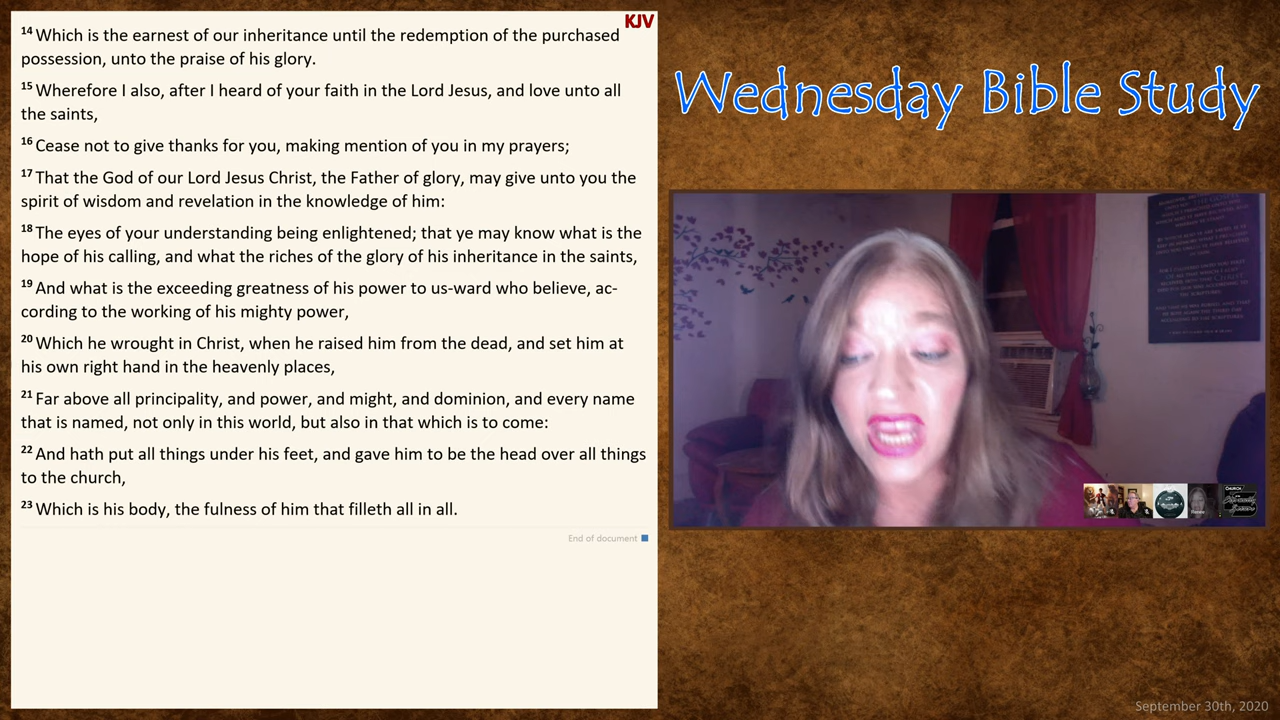 KJV
14 Which is the earnest of our inheritance until the redemption of the purchased
possession, unto the praise of his glory.
15 Wherefore I also, after I heard of your faith in the Lord Jesus, and love unto all
the saints,
16 Cease not to give thanks for you, making mention of you in my prayers;
17 That the God of our Lord Jesus Christ, the Father of glory, may give unto you the
spirit of wisdom and revelation in the knowledge of him:
18 The eyes of your understanding being enlightened; that ye may know what is the
hope of his calling, and what the riches of the glory of his inheritance in the saints,
19 And what is the exceeding greatness of his power to us-ward who believe, ac-
cording to the working of his mighty power,
20 Which he wrought in Christ, when he raised him from the dead, and set him at
his own right hand in the heavenly places,
21 Far above all principality, and power, and might, and dominion, and every name
that is named, not only in this world, but also in that which is to come:
22 And hath put all things under his feet, and gave him to be the head over all things
to the church,
23 Which is his body, the fulness of him that filleth all in all.
End of document
Wednesday Bible Study
CHURCH
September 30th, 2020